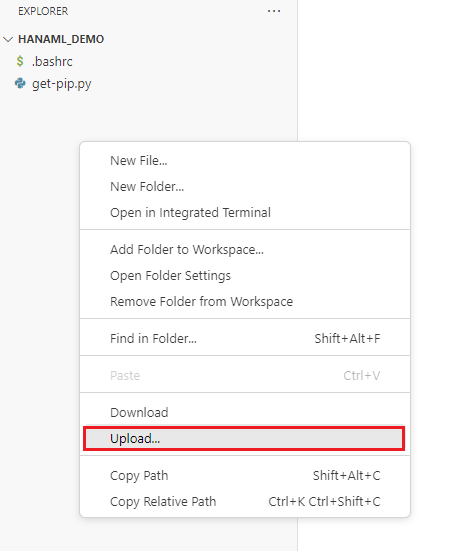 EXPLORER ...
HANAML_DEMO
$ .bashrc
get-pip.py
New File...
New Folder...
Open in Integrated Terminal
Add Folder to Workspace...
Open Folder Settings
Remove Folder from Workspace
Find in Folder... Shift+Alt+F
Paste Ctrl+V
Download
Upload...
Copy Path Shift+Alt+C
Copy Relative Path Ctrl+K Ctrl+Shift+C